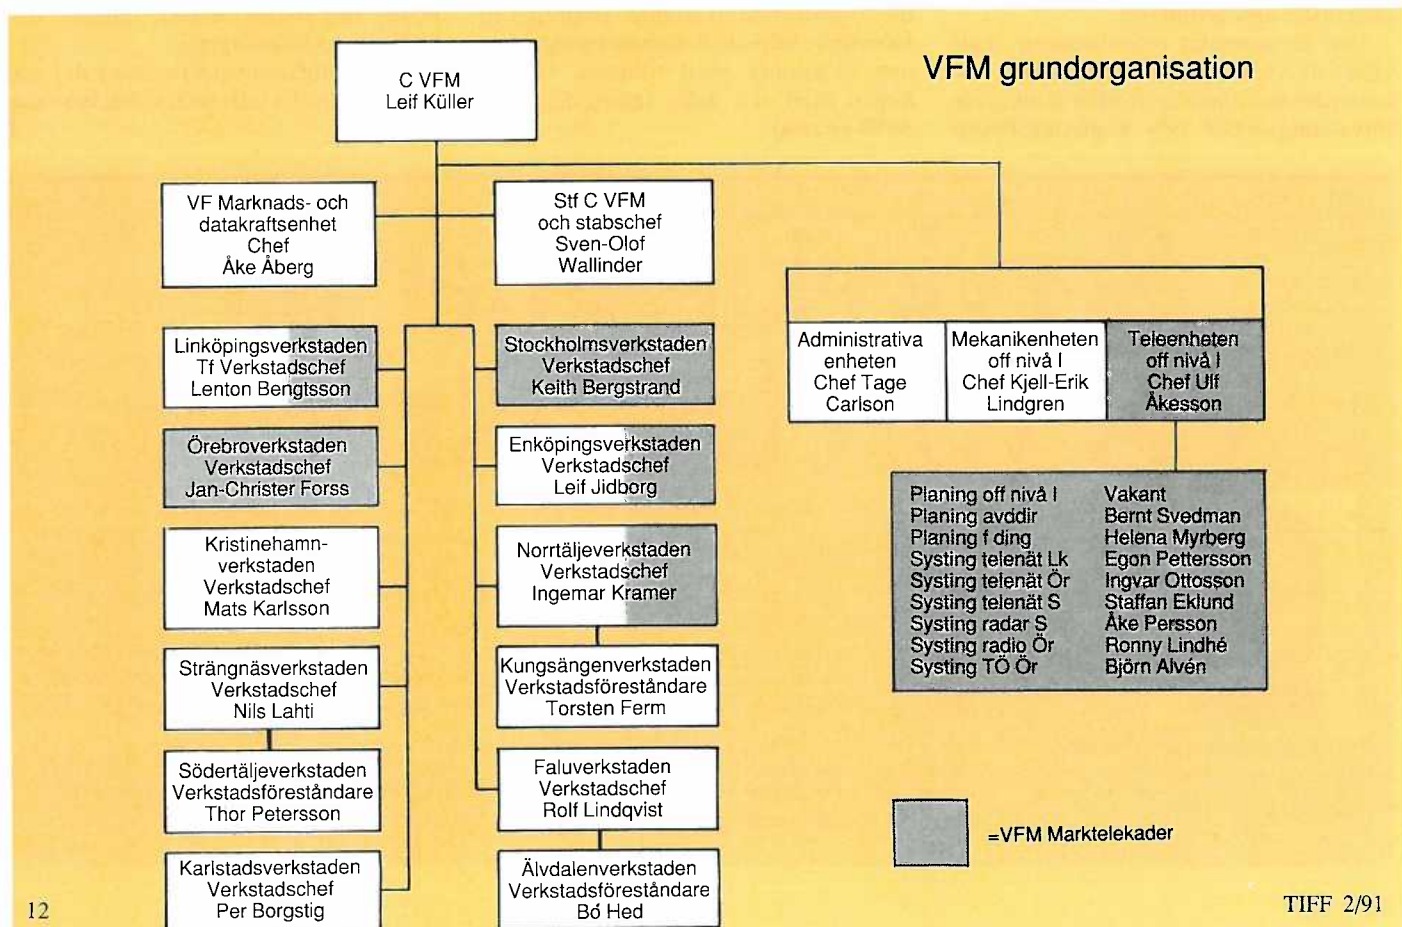 VFM grundorganisation
C VFM
Leif Küller
VF Marknads- och
datakraftsenhet
Chef
Åke Åberg
Stf C VFM
och stabschef
Sven-Olof
Wallinder
Linköpingsverkstaden
Tf Verkstadschef
Lenton Bengtsson
Örebroverkstaden
Verkstadschef
Jan-Christer Forss
Kristinehamn-
verkstaden
Verkstadschef
Mats Karlsson
Strängnäsverkstaden
Verkstadschef
Nils Lahti
Södertäljeverkstaden
Verkstadsföreståndare
Thor Petersson
Karlstadsverkstaden
Verkstadschef
Per Borgstig
Stockholmsverkstaden
Verkstadschef
Keith Bergstrand
Enköpingsverkstaden
Verkstadschef
Leif Jidborg
Norrtäljeverkstaden
Verkstadschef
Ingemar Kramer
Kungsängenverkstaden
Verkstadsföreståndare
Torsten Ferm
Faluverkstaden
Verkstadschef
Rolf Lindqvist
Älvdalenverkstaden
Verkstadsföreståndare
Bó Hed
Administrativa
enheten
Chef Tage
Carlson
Mekanikenheten
off nivå I
Chef Kjell-Erik
Lindgren
Teleenheten
off nivå I
Chef Ulf
Åkesson
Planing off nivå I Vakant
Planing avddir Bernt Svedman
Planing f ding Helena Myrberg
Systing telenät Lk Egon Pettersson
Systing telenät Ör Ingvar Ottosson
Systing telenät S Staffan Eklund
Systing radar S Åke Persson
Systing radio Ör Ronny Lindhé
Systing TÖ Ör Björn Alvén
=VFM Marktelekader
12
TIFF 2/91